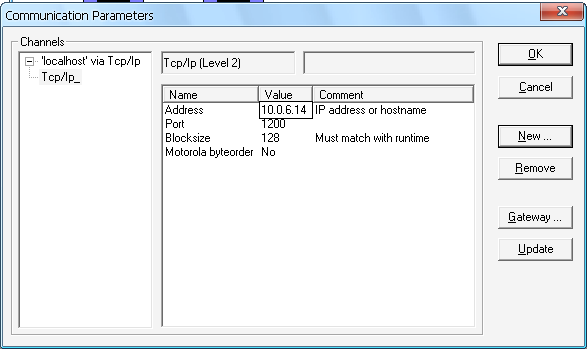 Communication Parameters
Channels
'localhost' via Tcp/Ip
Tcp/Ip_
Tcp/Ip (Level 2)
Name Value Comment
Address 10.0.6.14 IP address or hostname
Port 1200
Blocksize 128 Must match with runtime
Motorola byteorder No
OK
Cancel
New ...
Remove
Gateway ...
Update